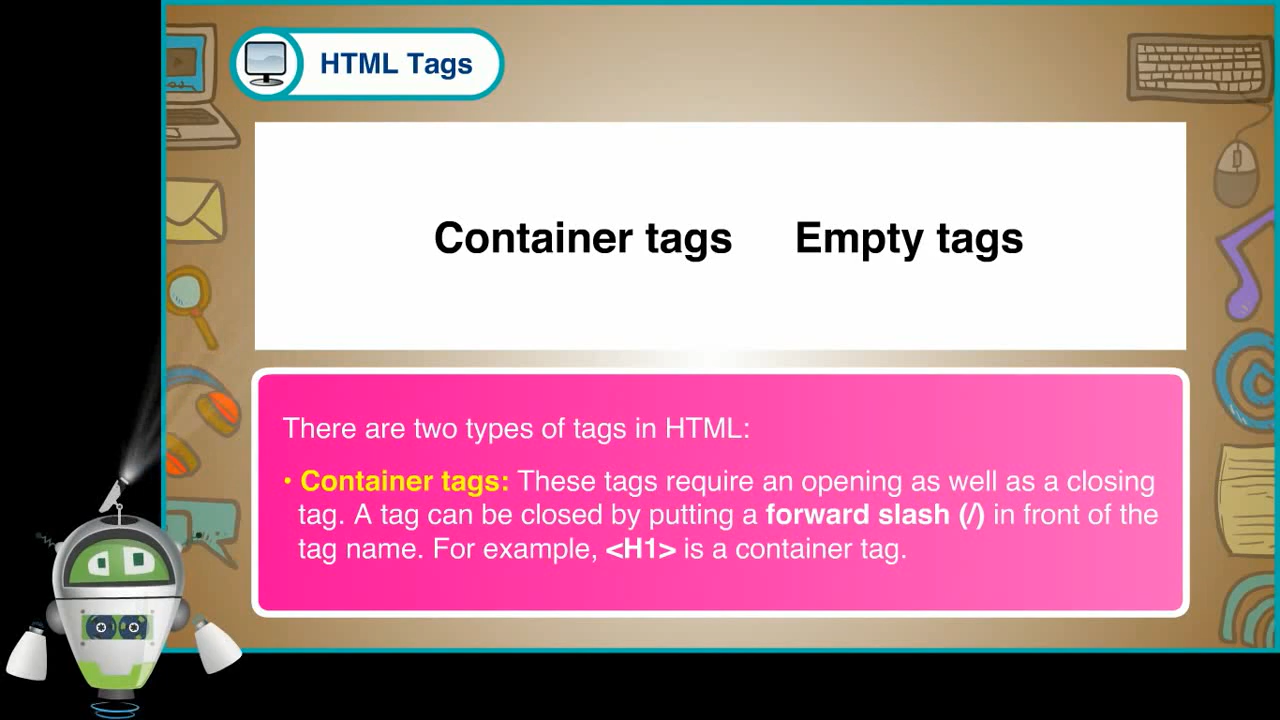 HTML Tags
Container tags Empty tags
There are two types of tags in HTML:
• Container tags: These tags require an opening as well as a closing
tag. A tag can be closed by putting a forward slash (/) in front of the
tag name. For example, <H1> is a container tag.